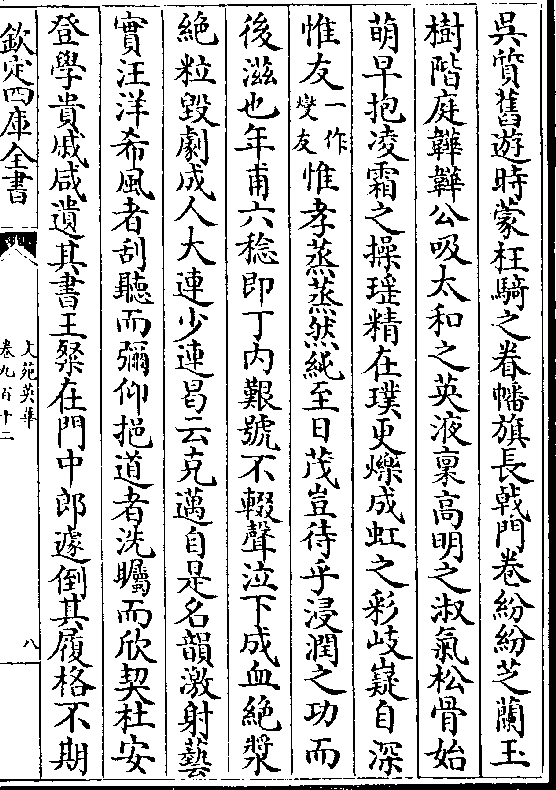 吳質舊遊時蒙枉騎之眷幡旗長戟門卷紛紛芝蘭玉
樹階庭韡韡公吸太和之英液禀高明之淑氣松骨始
萌早抱凌霜之操瑶精在璞更爍成虹之彩岐嶷自深
惟友一作燮友惟孝蒸蒸然純至日茂豈待乎浸潤之功而
後滋也年甫六稔即丁内艱號不輟聲泣下成血絶漿
絶粒毀劇成人大連少連曷云克邁自是名韻激射藝
實汪洋希風者刮聽而彌仰挹道者洗矚而欣契杜安
登學貴戚咸遺其書王粲在門中郎遽倒其履格不期
欽定四庫全書
文苑英華
卷九百十二
八